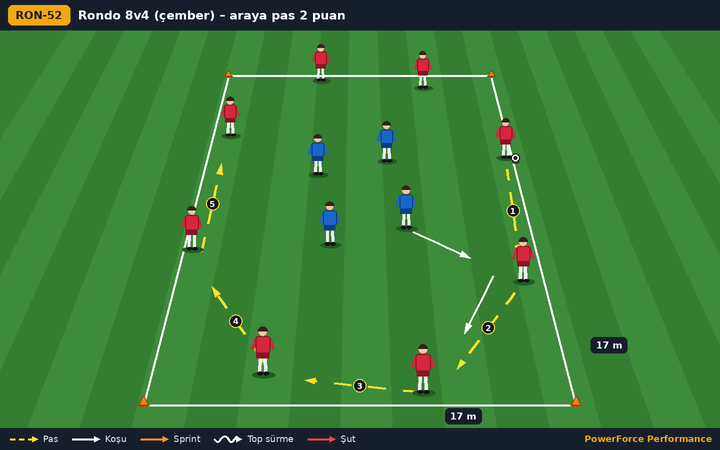 RON-52 Rondo 8v4 (çember) – araya pas 2 puan
1
5
2
4
3
17 m
17 m
Pas Koşu Sprint Top sürme Şut PowerForce Performance